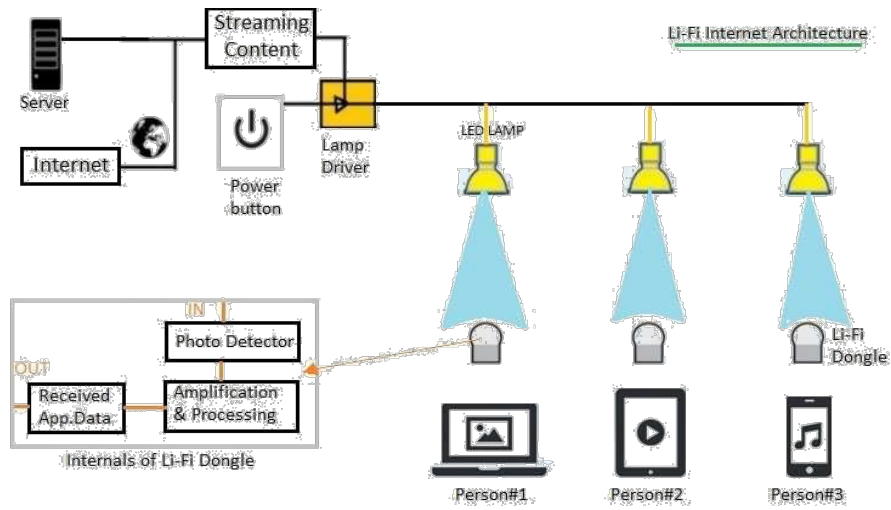 Streaming
Content
Li-Fi Internet Architecture
Server
Internet
Power
button
Lamp
Driver
LED LAMP
Li-Fi
Dongle
IN
Photo Detector
OUT
Received
App.Data
Amplification
& Processing
Internals of Li-Fi Dongle
Person#1
Person#2
Person#3